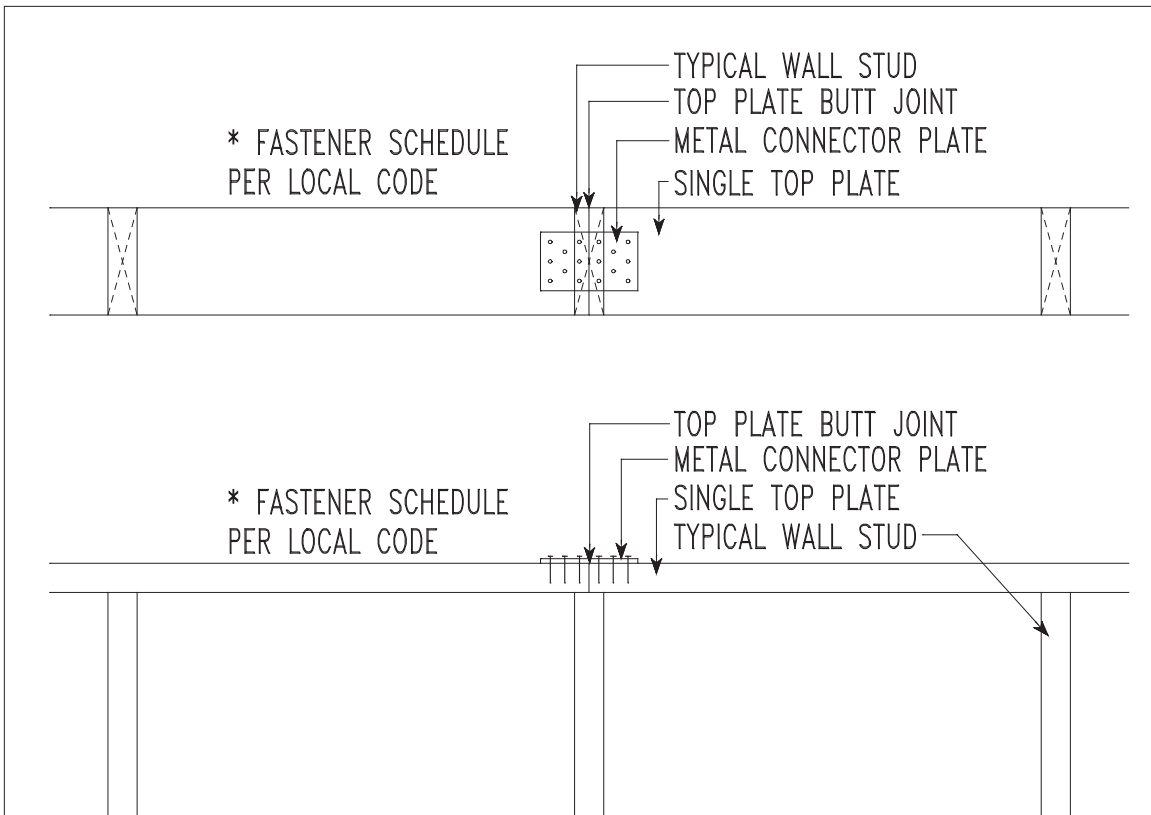 TYPICAL WALL STUD
TOP PLATE BUTT JOINT
* FASTENER SCHEDULE
PER LOCAL CODE
METAL CONNECTOR PLATE
SINGLE TOP PLATE
TOP PLATE BUTT JOINT
METAL CONNECTOR PLATE
* FASTENER SCHEDULE
PER LOCAL CODE
SINGLE TOP PLATE
TYPICAL WALL STUD